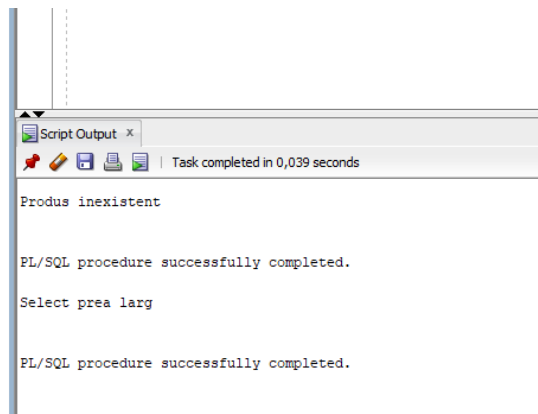 Script Output x
Task completed in 0,039 seconds
Produs inexistent
PL/SQL procedure successfully completed.
Select prea larg
PL/SQL procedure successfully completed.